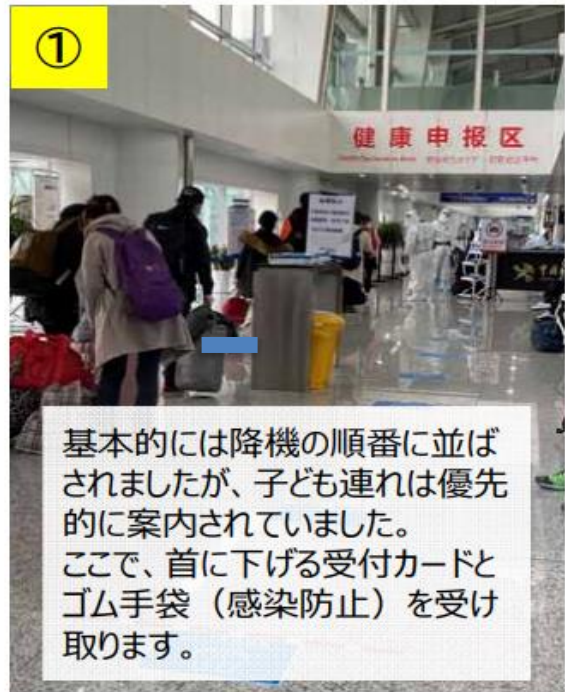 ①
健康申报区
基本的には降機の順番に並ば
されましたが、子ども連れは優先
的に案内されていました。
ここで、首に下げる受付カードと
ゴム手袋（感染防止）を受け
取ります。